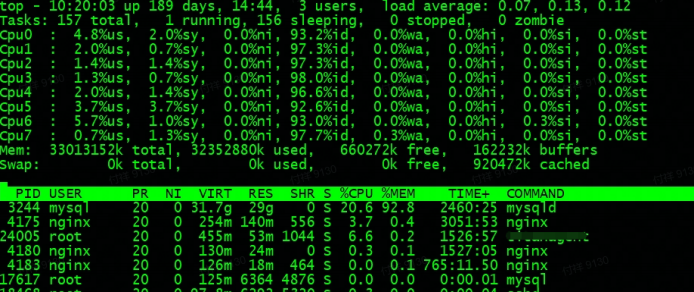 top - 10:20:03 up 189 days, 14:44,  3 users,  load average: 0.07, 0.13, 0.12
Tasks: 157 total,   1 running, 156 sleeping,   0 stopped,   0 zombie
Cpu0  :  4.8%us,  2.0%sy,  0.0%ni, 93.2%id,  0.0%wa,  0.0%hi,  0.0%si,  0.0%st
Cpu1  :  2.0%us,  0.7%sy,  0.0%ni, 97.3%id,  0.0%wa,  0.0%hi,  0.0%si,  0.0%st
Cpu2  :  1.4%us,  1.4%sy,  0.0%ni, 97.3%id,  0.0%wa,  0.0%hi,  0.0%si,  0.0%st
Cpu3  :  1.3%us,  0.7%sy,  0.0%ni, 98.0%id,  0.0%wa,  0.0%hi,  0.0%si,  0.0%st
Cpu4  :  2.0%us,  1.4%sy,  0.0%ni, 96.6%id,  0.0%wa,  0.0%hi,  0.0%si,  0.0%st
Cpu5  :  3.7%us,  3.7%sy,  0.0%ni, 92.6%id,  0.0%wa,  0.0%hi,  0.0%si,  0.0%st
Cpu6  :  5.7%us,  1.0%sy,  0.0%ni, 93.0%id,  0.0%wa,  0.0%hi,  0.3%si,  0.0%st
Cpu7  :  0.7%us,  1.3%sy,  0.0%ni, 97.7%id,  0.3%wa,  0.0%hi,  0.0%si,  0.0%st
Mem:  33013152k total, 32352880k used,   660272k free,   162232k buffers
Swap:        0k total,        0k used,        0k free,   920472k cached
PID USER      PR  NI  VIRT  RES  SHR S %CPU %MEM    TIME+  COMMAND
3244 mysql     20   0 31.7g  29g    0 S 20.6 92.8   2460:25 mysqld
4175 nginx     20   0  254m 140m  556 S  3.7  0.4   3051:53 nginx
24005 root      20   0  455m  53m 1044 S  6.6  0.2   1526:57
4180 nginx     20   0  130m  24m    0 S  0.3  0.1   1527:05 nginx
4183 nginx     20   0  126m  18m  464 S  0.0  0.1 765:11.50 nginx
17617 root      20   0  125m 6364 4876 S  0.0  0.0   0:00.01 mysql